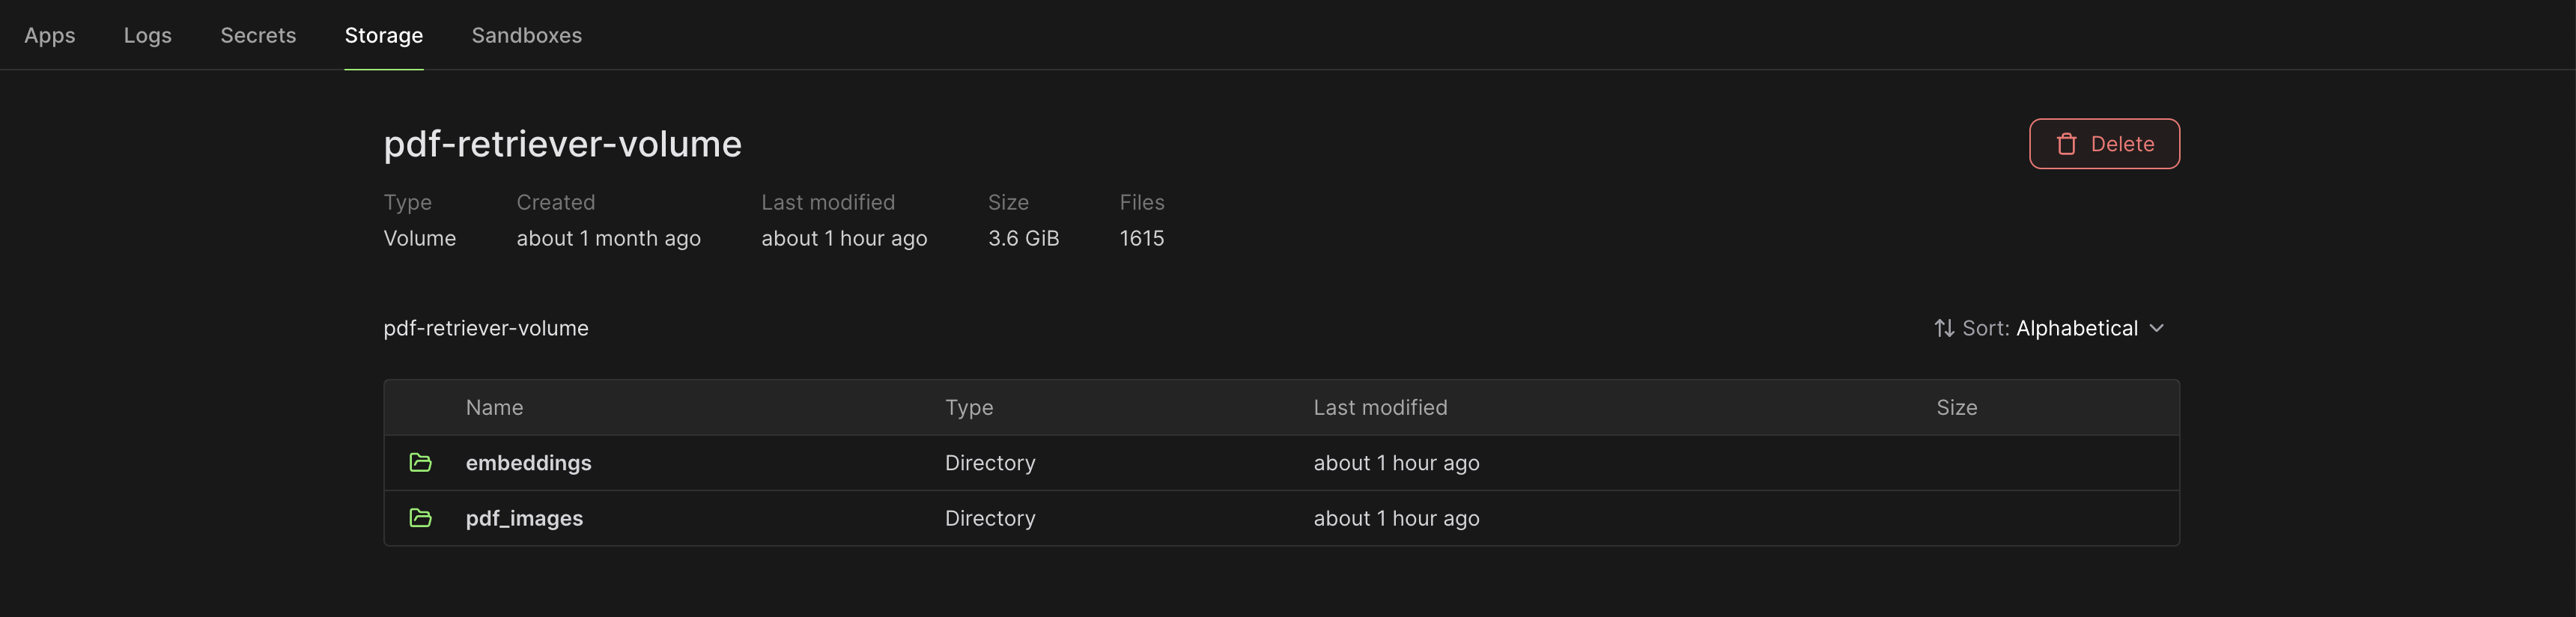 Apps Logs Secrets Storage Sandboxes
pdf-retriever-volume
Delete
Type Created Last modified Size Files
Volume about 1 month ago about 1 hour ago 3.6 GiB 1615
pdf-retriever-volume
Sort: Alphabetical
Name Type Last modified Size
embeddings Directory about 1 hour ago
pdf_images Directory about 1 hour ago